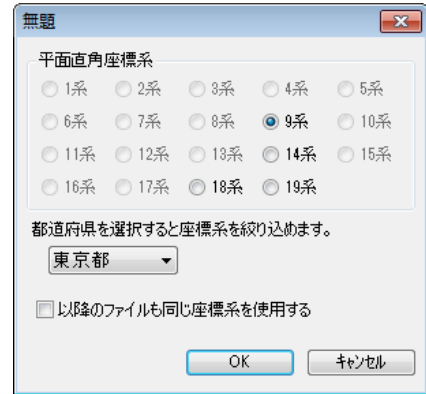 無題
平面直角座標系
1系 2系 3系 4系 5系
6系 7系 8系 9系 10系
11系 12系 13系 14系 15系
16系 17系 18系 19系
都道府県を選択すると座標系を絞り込めます。
東京都
以降のファイルも同じ座標系を使用する
OK キャンセル